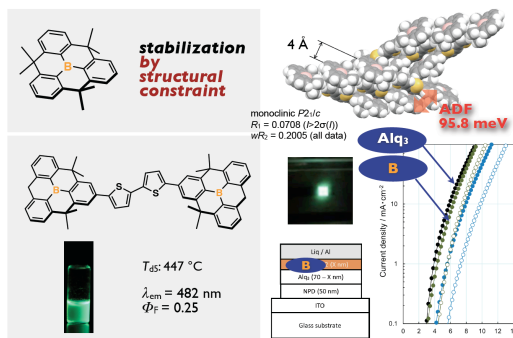 B
stabilization
by
structural
constraint
4 Å
ADF
95.8 meV
monoclinic P2₁/c
R₁ = 0.0708 (I>2σ(I))
wR₂ = 0.2005 (all data)
B
S
S
B
T_d5: 447 °C
λ_em = 482 nm
Φ_F = 0.25
Alq₃
B
Liq / Al
B (X nm)
Alq₃ (70 – X nm)
NPD (50 nm)
ITO
Glass substrate
Current density / mA·cm⁻²
10
1
0.1
0 2 4 6 8 10 12